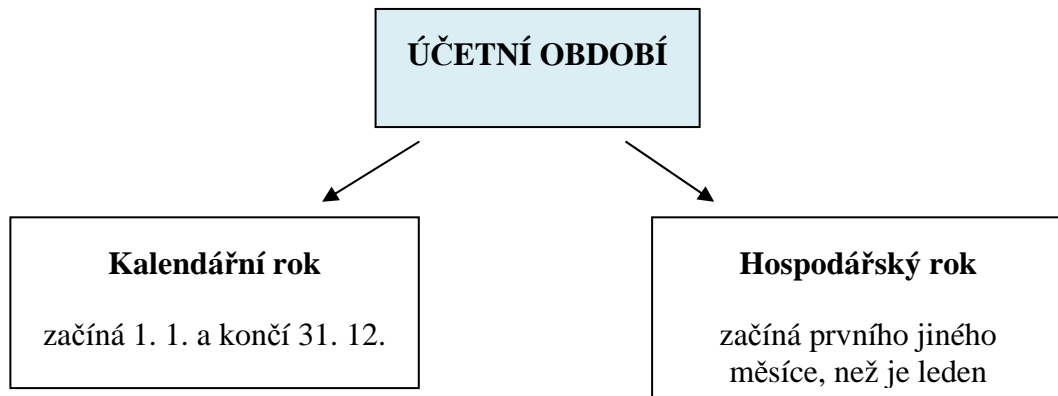 ÚČETNÍ OBDOBÍ
Kalendářní rok
začíná 1. 1. a končí 31. 12.
Hospodářský rok
začíná prvního jiného
měsíce, než je leden